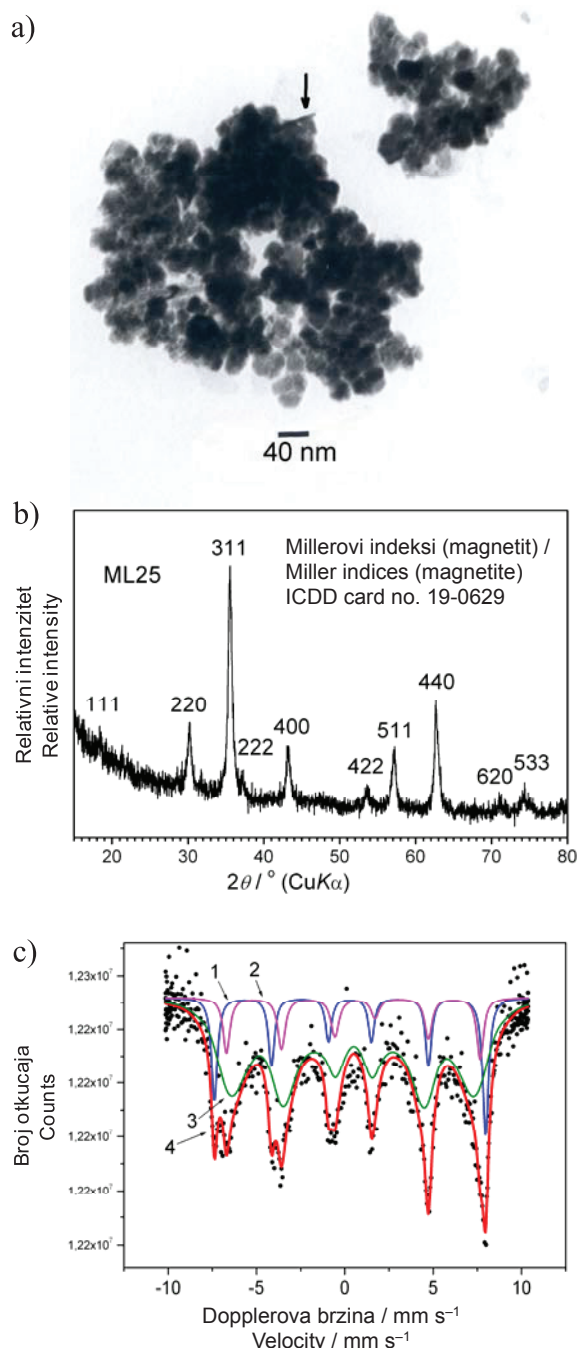 a)
40 nm
b)
ML25
Millerovi indeksi (magnetit) /
Miller indices (magnetite)
ICDD card no. 19-0629
111
220
311
222
400
422
511
440
620
533
Relativni intenzitet
Relative intensity
20
30
40
50
60
70
80
2θ / ° (CuKα)
c)
1
2
3
4
1,23x10⁷
1,22x10⁷
1,22x10⁷
1,22x10⁷
1,22x10⁷
1,22x10⁷
Broj otkucaja
Counts
-10
-5
0
5
10
Dopplerova brzina / mm s⁻¹
Velocity / mm s⁻¹